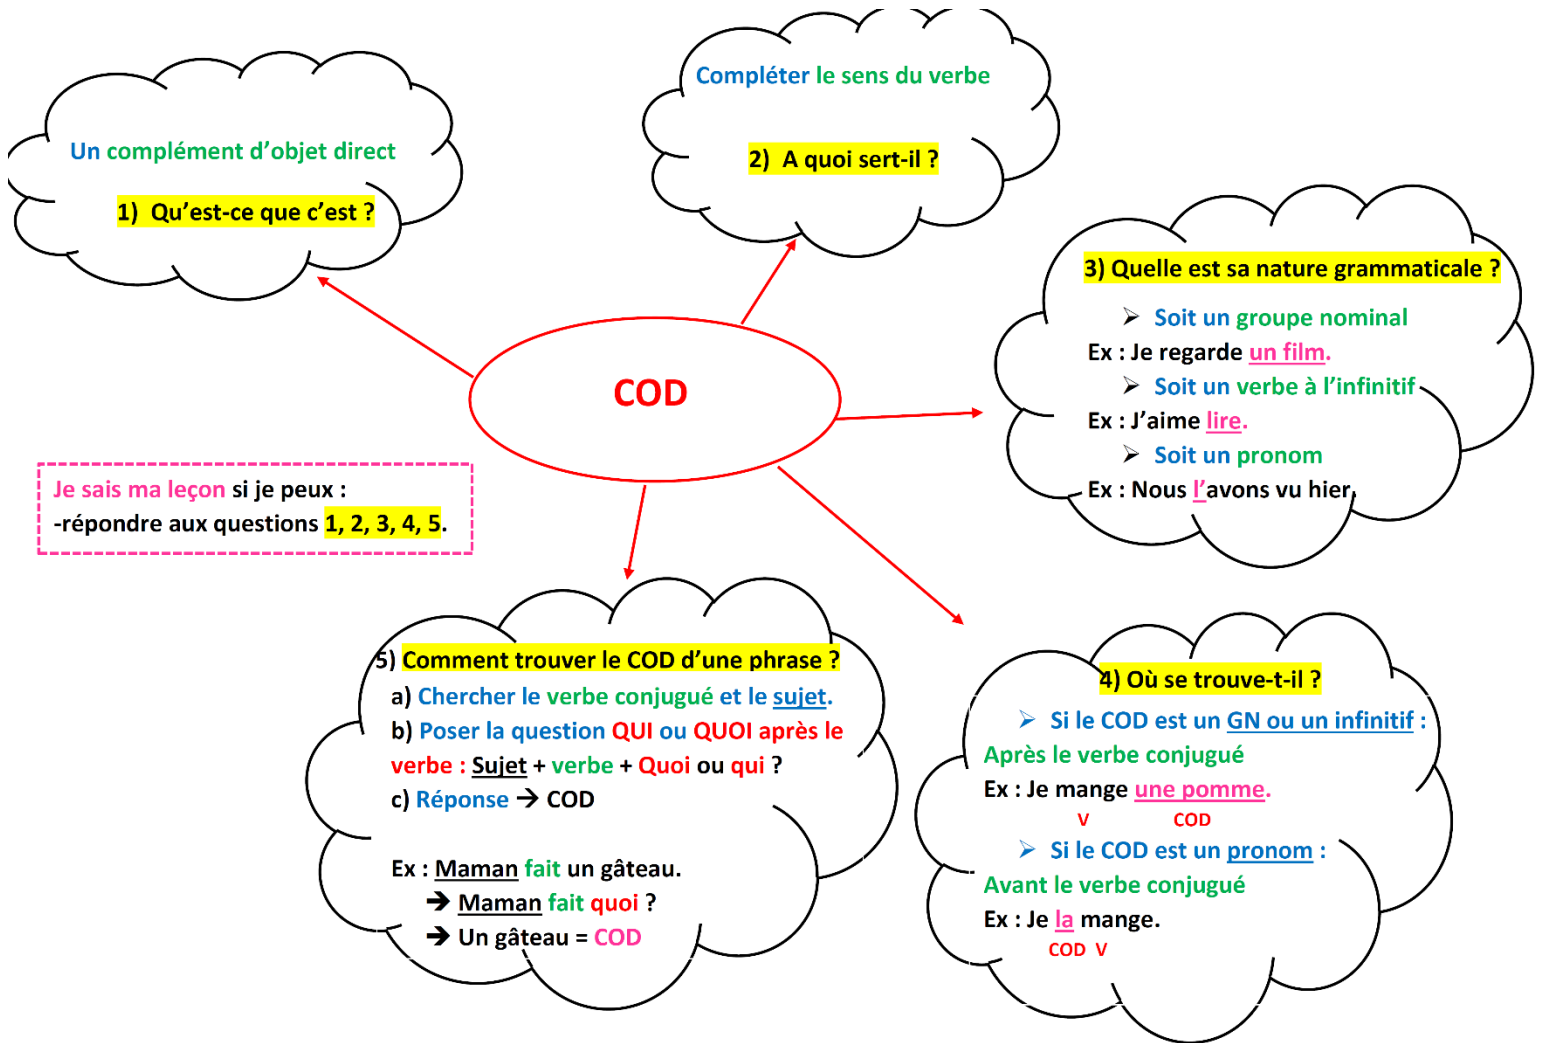 Un complément d’objet direct
1) Qu’est-ce que c’est ?
Compléter le sens du verbe
2) A quoi sert-il ?
3) Quelle est sa nature grammaticale ?
➢ Soit un groupe nominal
Ex : Je regarde un film.
➢ Soit un verbe à l’infinitif
Ex : J’aime lire.
➢ Soit un pronom
Ex : Nous l’avons vu hier.
COD
Je sais ma leçon si je peux :
-répondre aux questions 1, 2, 3, 4, 5.
4) Où se trouve-t-il ?
➢ Si le COD est un GN ou un infinitif :
Après le verbe conjugué
Ex : Je mange une pomme.
V COD
➢ Si le COD est un pronom :
Avant le verbe conjugué
Ex : Je la mange.
COD V
5) Comment trouver le COD d’une phrase ?
a) Chercher le verbe conjugué et le sujet.
b) Poser la question QUI ou QUOI après le
verbe : Sujet + verbe + Quoi ou qui ?
c) Réponse → COD
Ex : Maman fait un gâteau.
→ Maman fait quoi ?
→ Un gâteau = COD